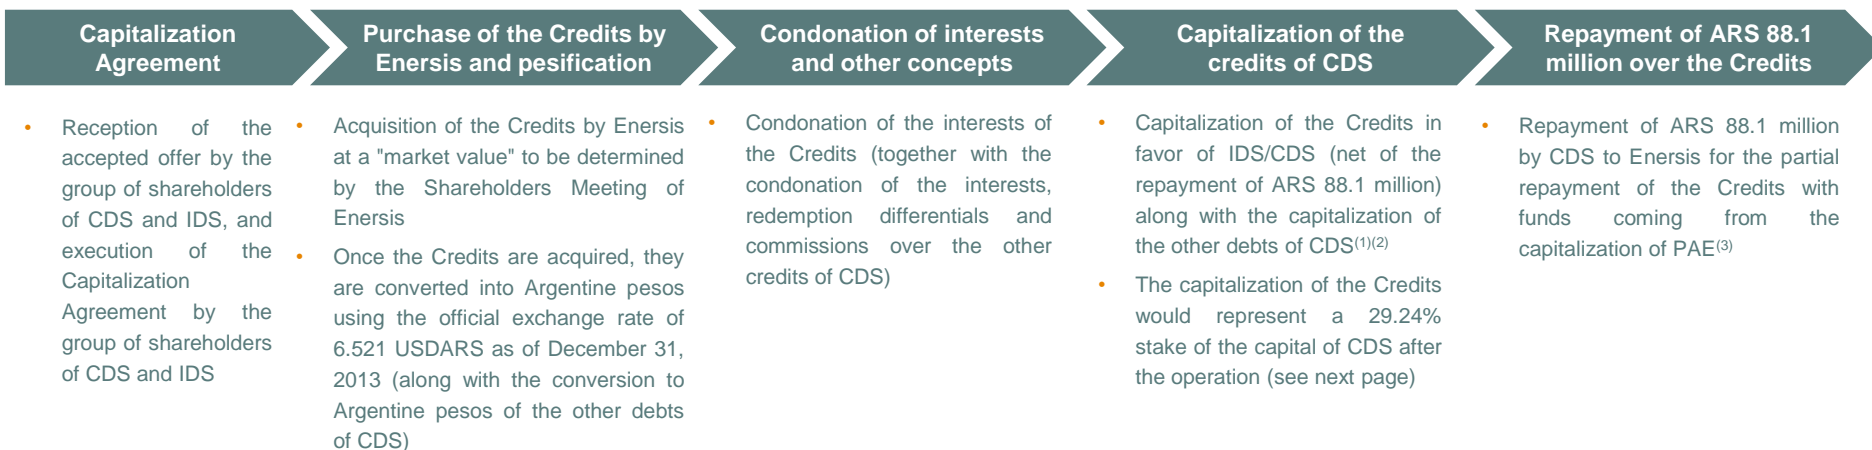 Capitalization
Agreement
Purchase of the Credits by
Enersis and pesification
Condonation of interests
and other concepts
Capitalization of the
credits of CDS
Repayment of ARS 88.1
million over the Credits
• Reception of the
accepted offer by the
group of shareholders
of CDS and IDS, and
execution of the
Capitalization
Agreement by the
group of shareholders
of CDS and IDS
• Acquisition of the Credits by Enersis
at a "market value" to be determined
by the Shareholders Meeting of
Enersis
• Once the Credits are acquired, they
are converted into Argentine pesos
using the official exchange rate of
6.521 USDARS as of December 31,
2013 (along with the conversion to
Argentine pesos of the other debts
of CDS)
• Condonation of the interests of
the Credits (together with the
condonation of the interests,
redemption differentials and
commissions over the other
credits of CDS)
• Capitalization of the Credits in
favor of IDS/CDS (net of the
repayment of ARS 88.1 million)
along with the capitalization of
the other debts of CDS(1)(2)
• The capitalization of the Credits
would represent a 29.24%
stake of the capital of CDS after
the operation (see next page)
• Repayment of ARS 88.1 million
by CDS to Enersis for the partial
repayment of the Credits with
funds coming from the
capitalization of PAE(3)